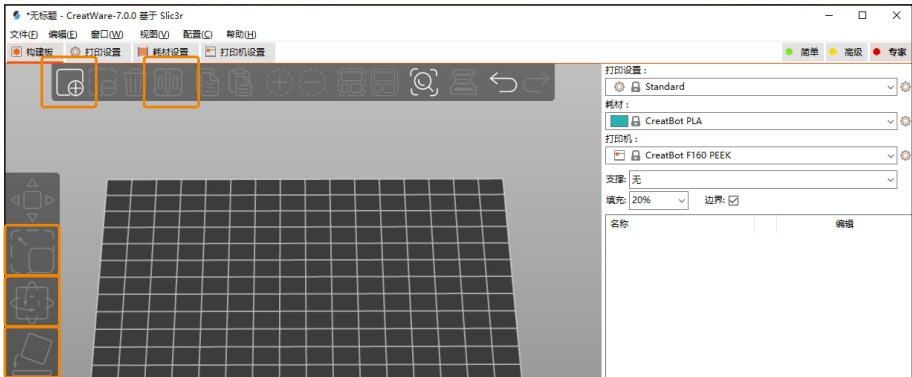 *无标题 - CreatWare-7.0.0 基于 Slic3r
文件(F) 编辑(E) 窗口(W) 视图(V) 配置(C) 帮助(H)
构建板 打印设置 耗材设置 打印机设置 简单 高级 专家
打印设置：
Standard
耗材：
CreatBot PLA
打印机：
CreatBot F160 PEEK
支撑: 无
填充: 20% 边界:
名称 编辑